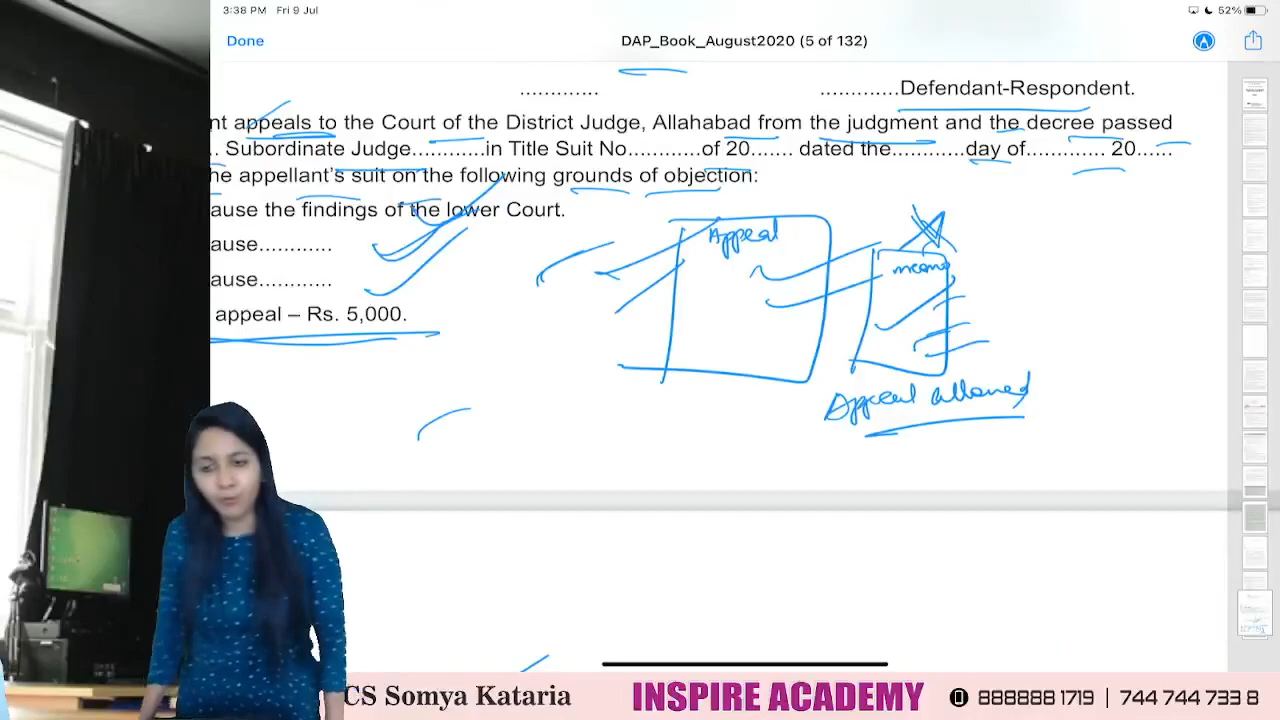 3:38 PM Fri 9 Jul 52%
Done DAP_Book_August2020 (5 of 132)
............. .............Defendant-Respondent.
nt appeals to the Court of the District Judge, Allahabad from the judgment and the decree passed
.. Subordinate Judge............in Title Suit No............of 20....... dated the............day of............. 20......
he appellant's suit on the following grounds of objection:
ause the findings of the lower Court.
ause............
ause............
appeal – Rs. 5,000.
Appeal
Appeal allowed
CS Somya Kataria INSPIRE ACADEMY 888888 1719 | 744 744 733 8